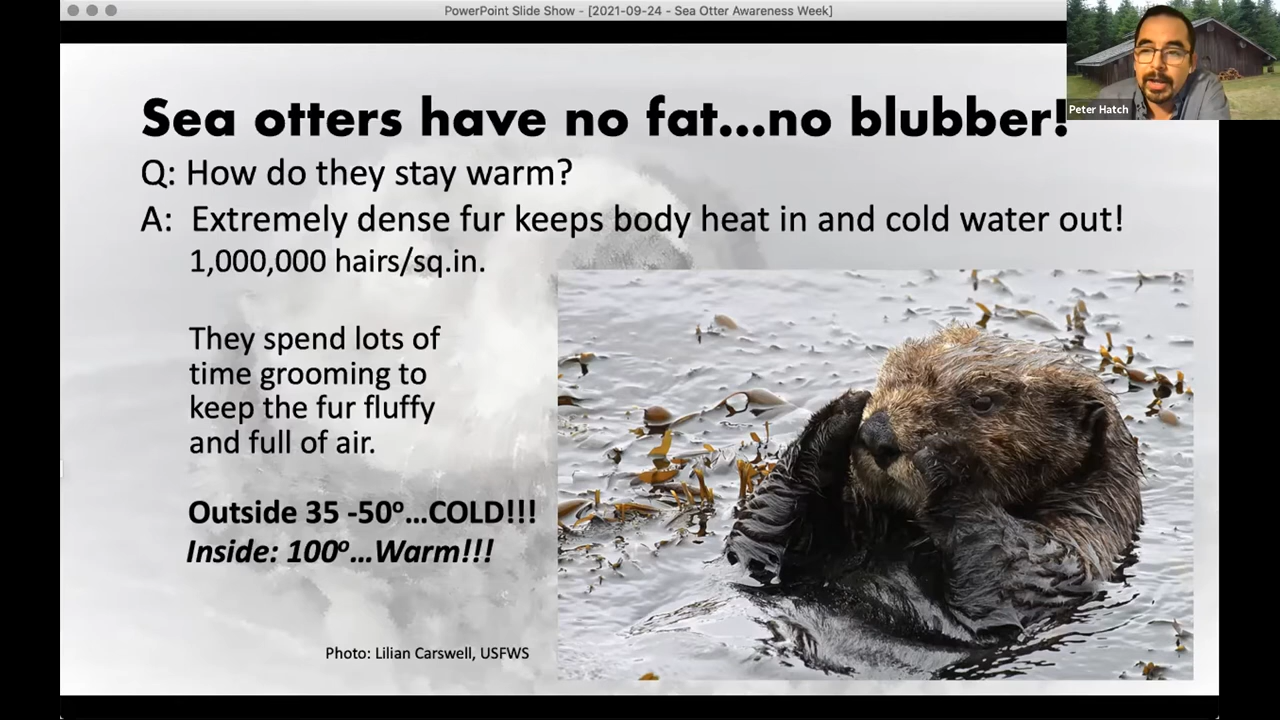 PowerPoint Slide Show - [2021-09-24 - Sea Otter Awareness Week]
Peter Hatch
Sea otters have no fat...no blubber!
Q: How do they stay warm?
A: Extremely dense fur keeps body heat in and cold water out!
1,000,000 hairs/sq.in.
They spend lots of
time grooming to
keep the fur fluffy
and full of air.
Outside 35 -50º...COLD!!!
Inside: 100º...Warm!!!
Photo: Lilian Carswell, USFWS